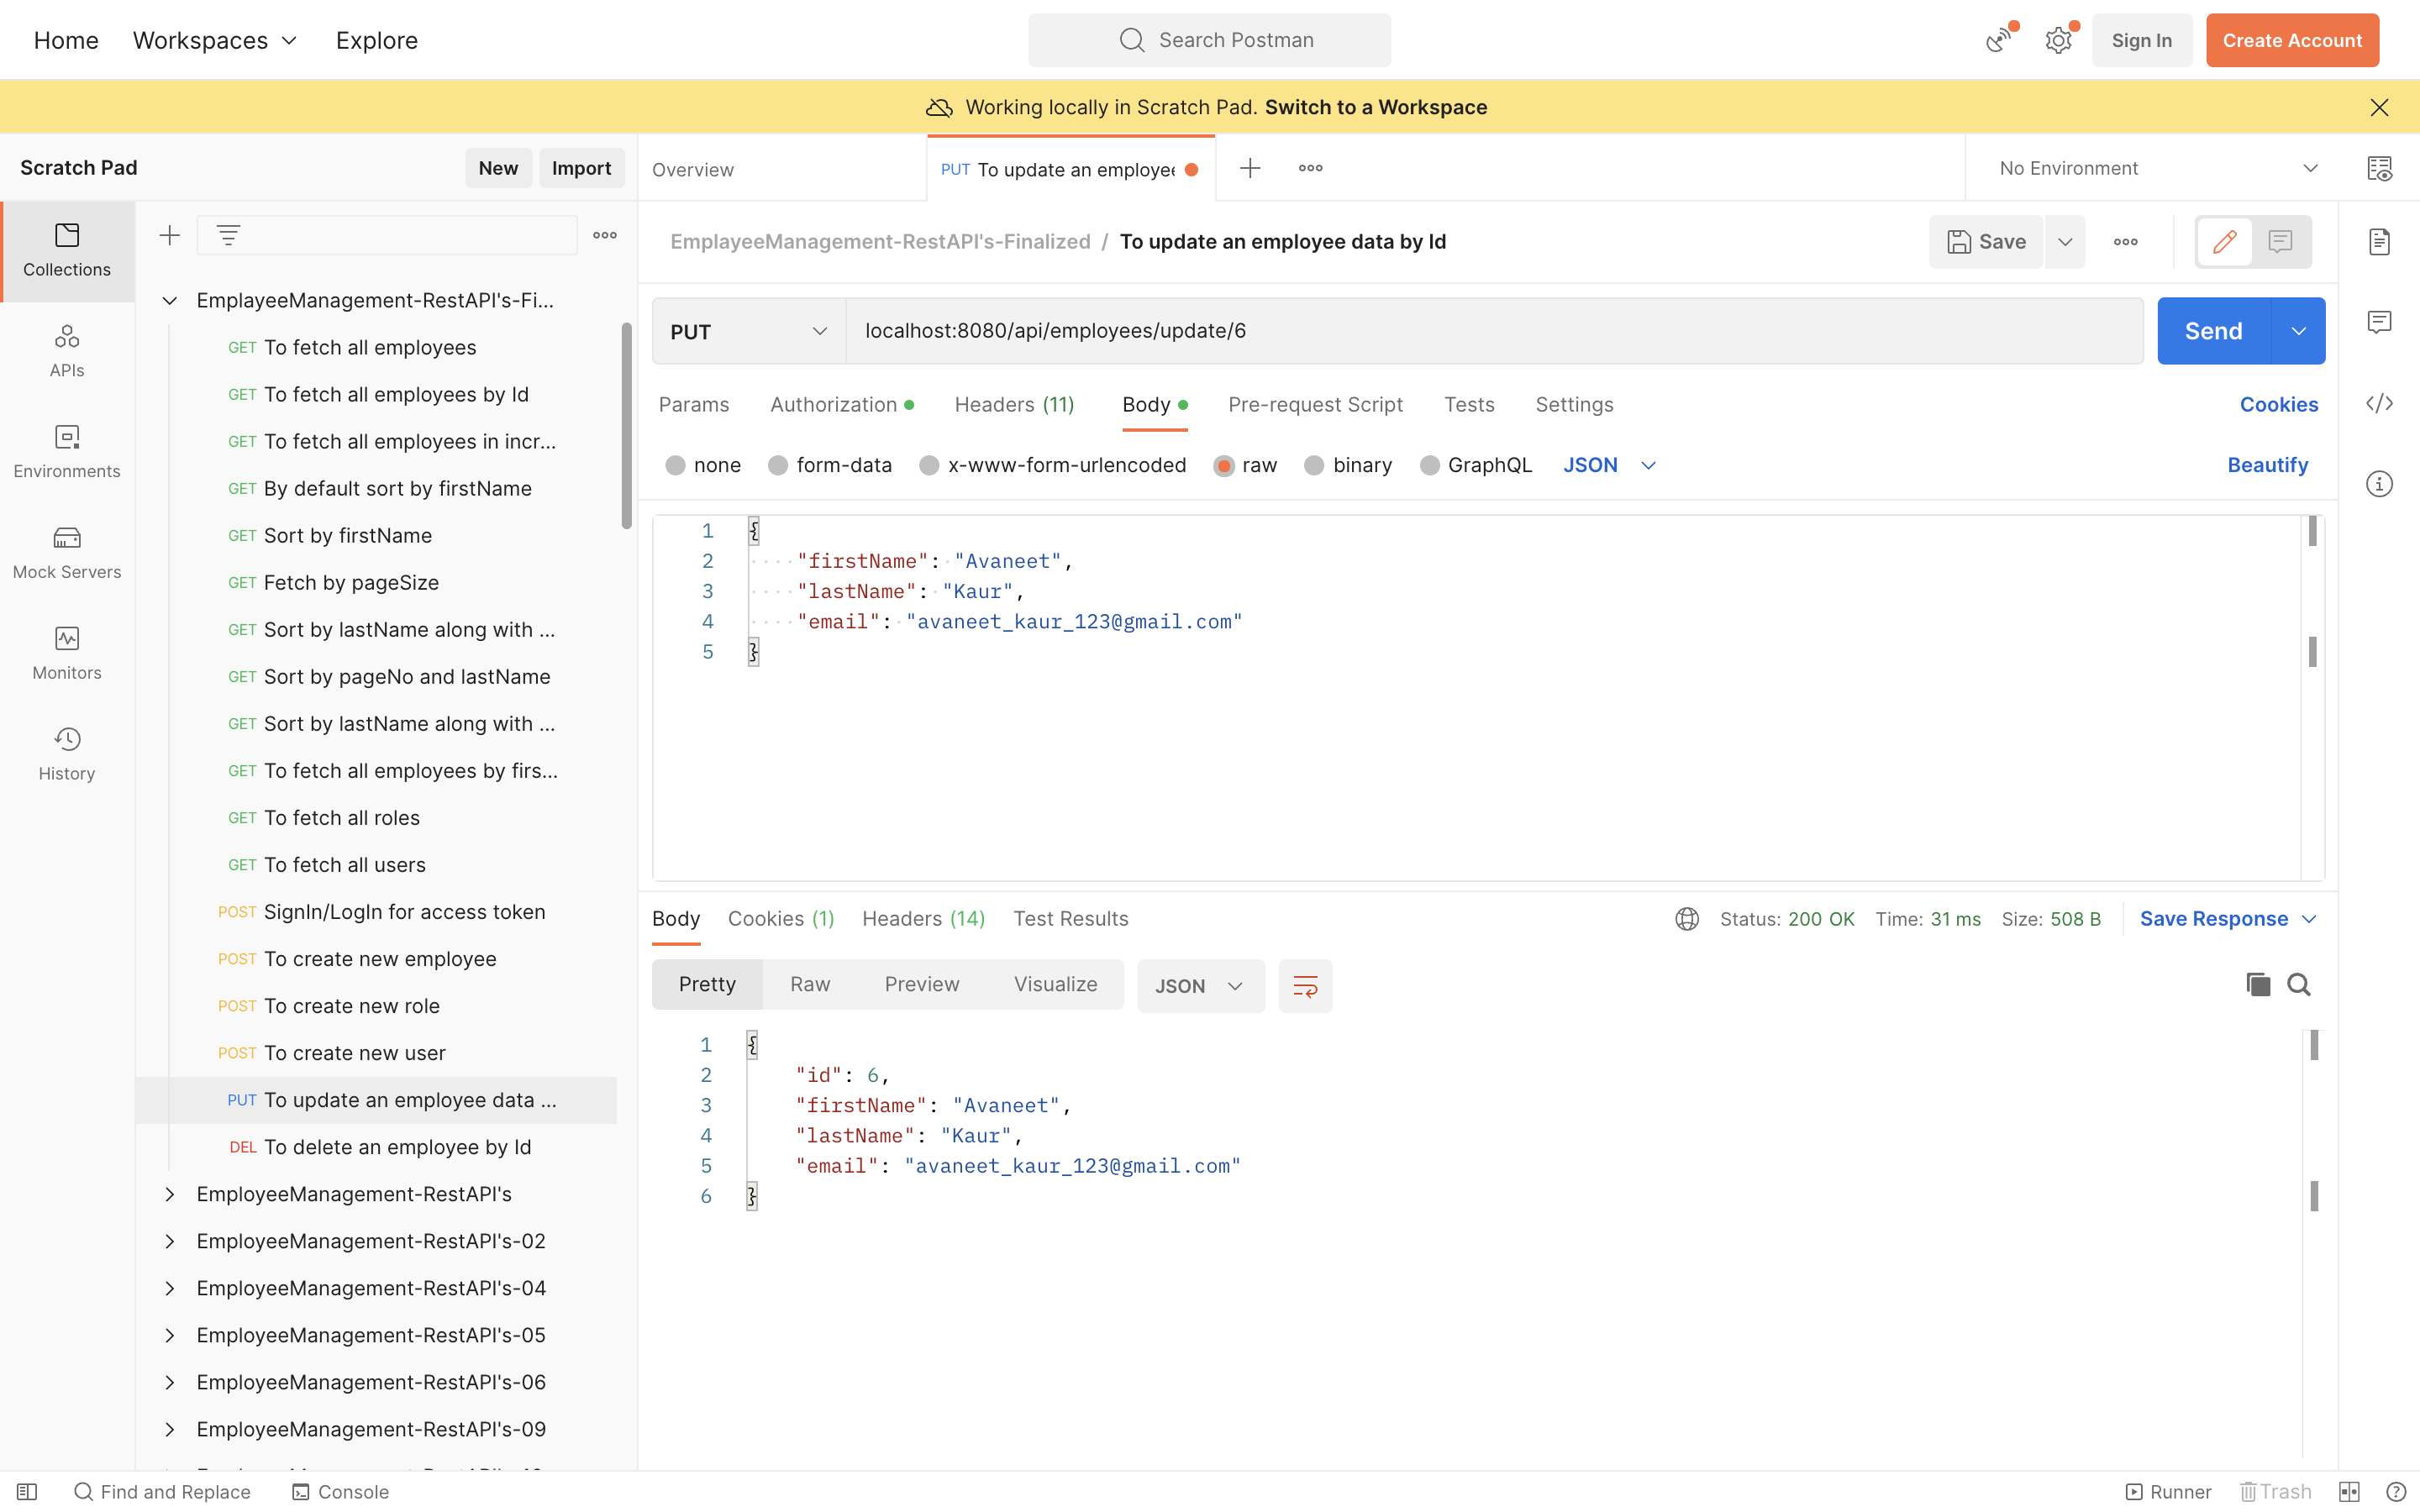 Home Workspaces Explore Search Postman Sign In Create Account
Working locally in Scratch Pad. Switch to a Workspace
Scratch Pad New Import
Overview PUT To update an employee No Environment
Collections
APIs
Environments
Mock Servers
Monitors
History
EmplayeeManagement-RestAPI's-Fi...
GET To fetch all employees
GET To fetch all employees by Id
GET To fetch all employees in incr...
GET By default sort by firstName
GET Sort by firstName
GET Fetch by pageSize
GET Sort by lastName along with ...
GET Sort by pageNo and lastName
GET Sort by lastName along with ...
GET To fetch all employees by firs...
GET To fetch all roles
GET To fetch all users
POST SignIn/LogIn for access token
POST To create new employee
POST To create new role
POST To create new user
PUT To update an employee data ...
DEL To delete an employee by Id
EmployeeManagement-RestAPI's
EmployeeManagement-RestAPI's-02
EmployeeManagement-RestAPI's-04
EmployeeManagement-RestAPI's-05
EmployeeManagement-RestAPI's-06
EmployeeManagement-RestAPI's-09
EmplayeeManagement-RestAPI's-Finalized / To update an employee data by Id Save
PUT localhost:8080/api/employees/update/6 Send
Params Authorization Headers (11) Body Pre-request Script Tests Settings Cookies
none form-data x-www-form-urlencoded raw binary GraphQL JSON Beautify
1 {
2 "firstName": "Avaneet",
3 "lastName": "Kaur",
4 "email": "avaneet_kaur_123@gmail.com"
5 }
Body Cookies (1) Headers (14) Test Results Status: 200 OK Time: 31 ms Size: 508 B Save Response
Pretty Raw Preview Visualize JSON
1 {
2 "id": 6,
3 "firstName": "Avaneet",
4 "lastName": "Kaur",
5 "email": "avaneet_kaur_123@gmail.com"
6 }
Find and Replace Console Runner Trash